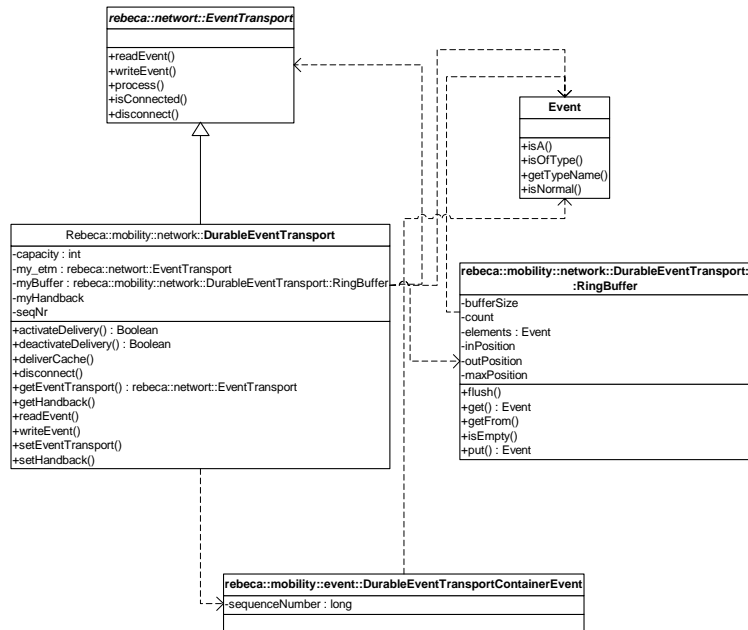 rebeca::networt::EventTransport
+readEvent()
+writeEvent()
+process()
+isConnected()
+disconnect()
Event
+isA()
+isOfType()
+getTypeName()
+isNormal()
Rebeca::mobility::network::DurableEventTransport
-capacity : int
-my_etm : rebeca::networt::EventTransport
-myBuffer : rebeca::mobility::network::DurableEventTransport::RingBuffer
-myHandback
-seqNr
+activateDelivery() : Boolean
+deactivateDelivery() : Boolean
+deliverCache()
+disconnect()
+getEventTransport() : rebeca::networt::EventTransport
+getHandback()
+readEvent()
+writeEvent()
+setEventTransport()
+setHandback()
rebeca::mobility::network::DurableEventTransport:
:RingBuffer
-bufferSize
-count
-elements : Event
-inPosition
-outPosition
-maxPosition
+flush()
+get() : Event
+getFrom()
+isEmpty()
+put() : Event
rebeca::mobility::event::DurableEventTransportContainerEvent
-sequenceNumber : long